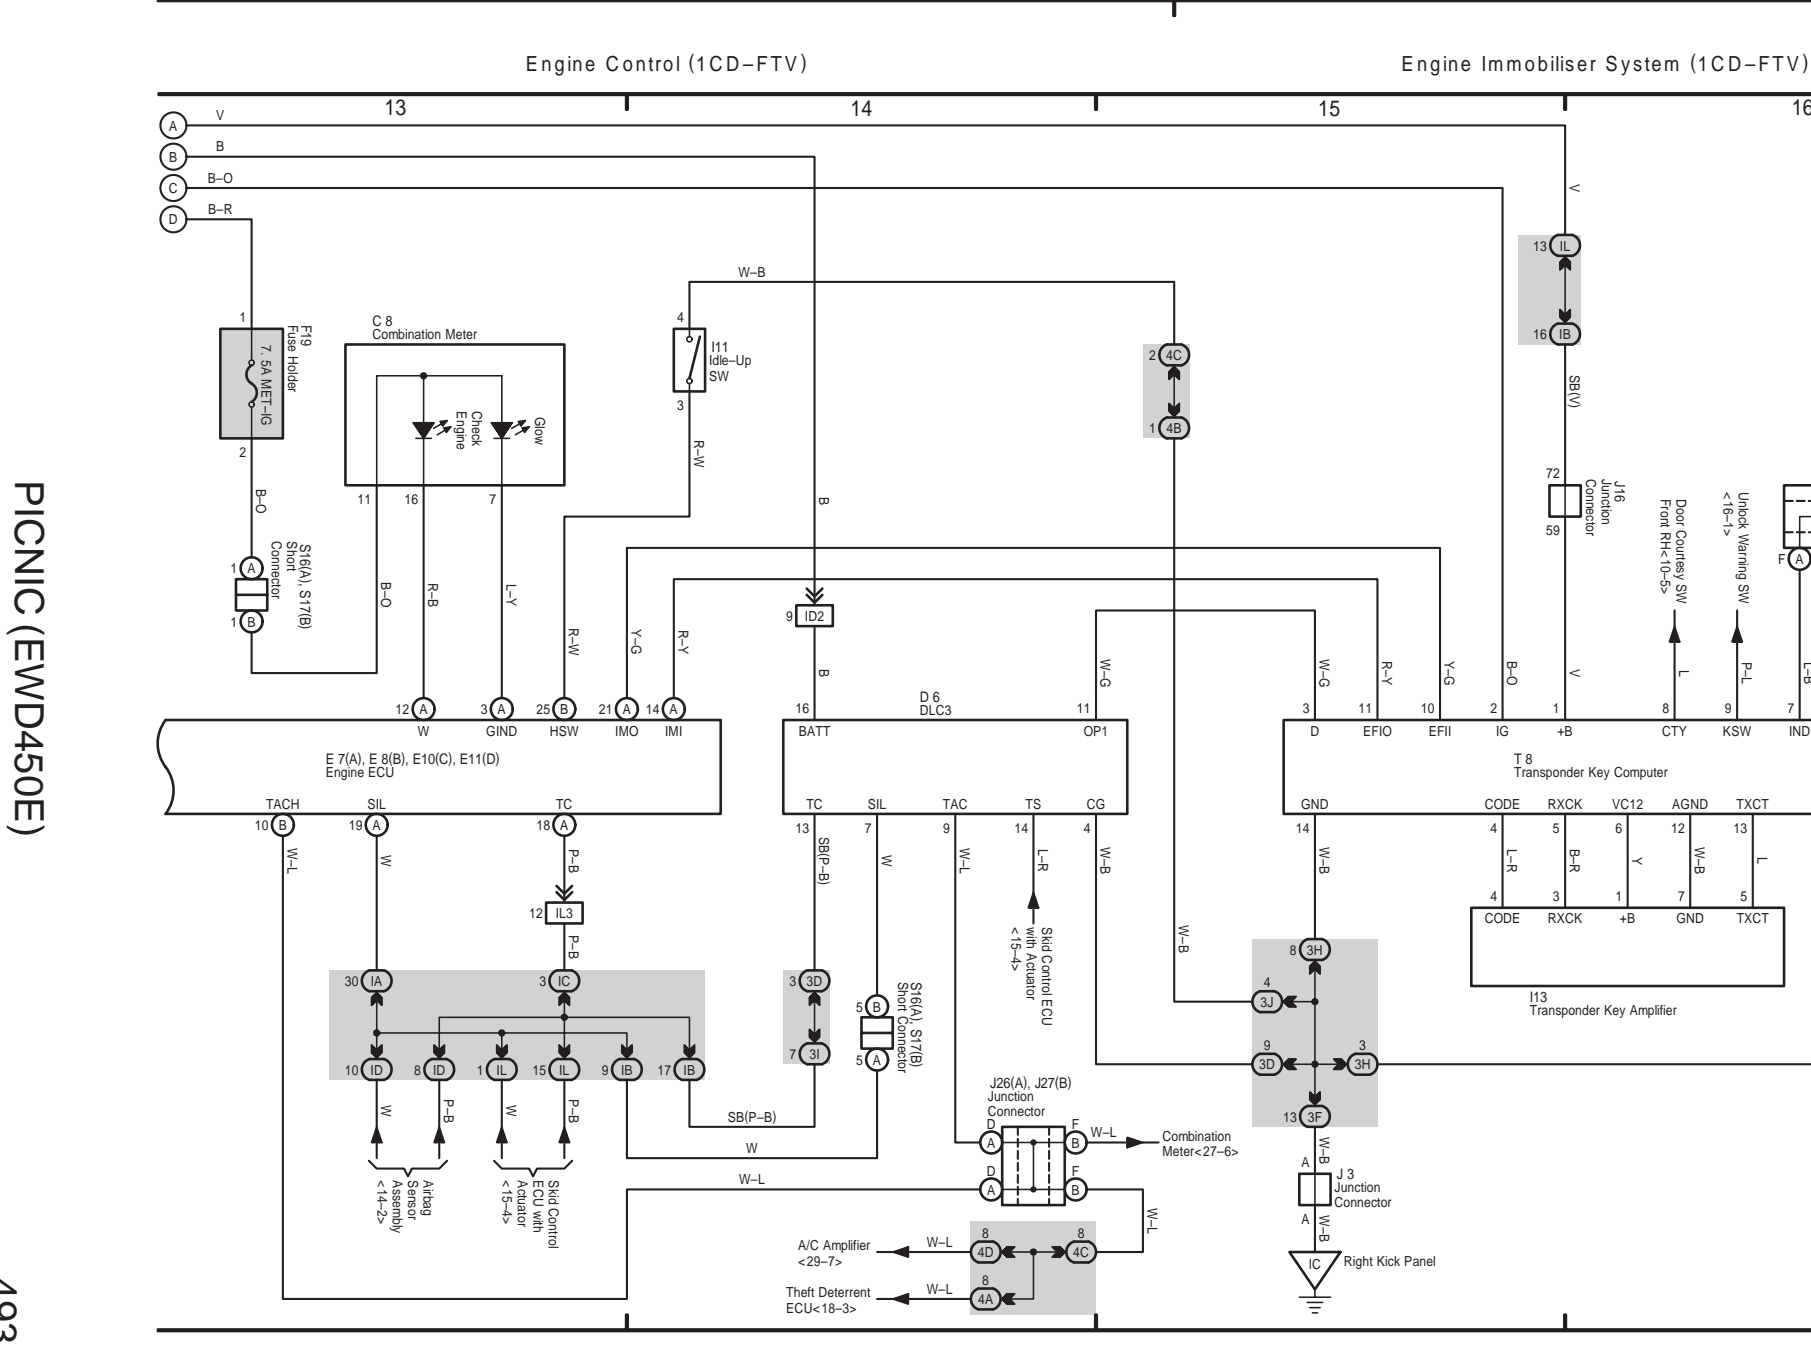 Engine Control (1CD–FTV)
Engine Immobiliser System (1CD–FTV)
13
14
15
16
A
V
B
B
C
B–O
D
B–R
V
13
IL
16
IB
SB(V)
72
J16
Junction
Connector
59
V
W–B
1
F19
Fuse Holder
7. 5A MET–IG
2
B–O
C 8
Combination Meter
Check
Engine
Glow
11
16
7
4
I11
Idle–Up
SW
3
R–W
2
4C
1
4B
1
A
S16(A), S17(B)
Short
Connector
1
B
B–O
R–B
L–Y
R–W
Y–G
R–Y
B
9
ID2
B
W–G
W–G
R–Y
Y–G
B–O
Door Courtesy SW
Front RH<10–5>
Unlock Warning SW
<16–1>
L
P–L
F
A
L–B
12
A
3
A
25
B
21
A
14
A
W
GIND
HSW
IMO
IMI
E 7(A), E 8(B), E10(C), E11(D)
Engine ECU
TACH
SIL
TC
10
B
19
A
18
A
D 6
DLC3
16
11
BATT
OP1
TC
SIL
TAC
TS
CG
13
7
9
14
4
3
11
10
2
1
8
9
7
D
EFIO
EFII
IG
+B
CTY
KSW
IND
T 8
Transponder Key Computer
GND
CODE
RXCK
VC12
AGND
TXCT
14
4
5
6
12
13
W–L
W
P–B
SB(P–B)
W
W–L
L–R
W–B
W–B
L–R
B–R
Y
W–B
L
4
3
1
7
5
CODE
RXCK
+B
GND
TXCT
I13
Transponder Key Amplifier
12
IL3
P–B
Skid Control ECU
with Actuator
<15–4>
W–B
30
IA
3
IC
10
ID
8
ID
1
IL
15
IL
9
IB
17
IB
W
P–B
W
P–B
Airbag
Sensor
Assembly
<14–2>
Skid Control
ECU with
Actuator
<15–4>
3
3D
7
3I
5
B
S16(A), S17(B)
Short Connector
5
A
8
3H
4
3J
9
3D
3
3H
13
3F
SB(P–B)
W
W–L
J26(A), J27(B)
Junction
Connector
D
A
F
B
W–L
Combination
Meter<27–6>
D
A
F
B
W–L
A/C Amplifier
<29–7>
W–L
8
4D
8
4C
Theft Deterrent
ECU<18–3>
W–L
8
4A
W–B
A
J 3
Junction
Connector
A
W–B
IC
Right Kick Panel
PICNIC (EWD450E)
493